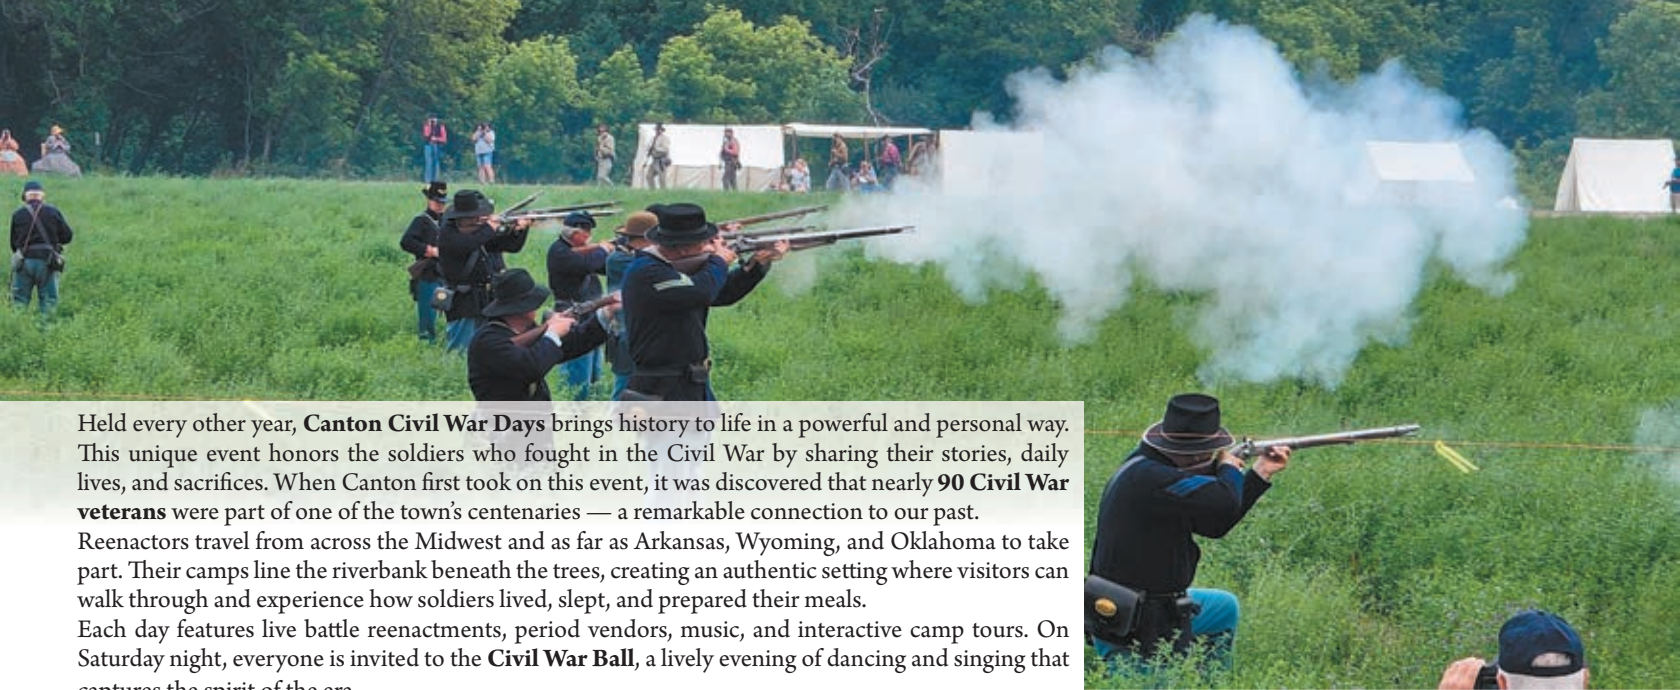 Held every other year, Canton Civil War Days brings history to life in a powerful and personal way.
This unique event honors the soldiers who fought in the Civil War by sharing their stories, daily
lives, and sacrifices. When Canton first took on this event, it was discovered that nearly 90 Civil War
veterans were part of one of the town’s centenaries — a remarkable connection to our past.
Reenactors travel from across the Midwest and as far as Arkansas, Wyoming, and Oklahoma to take
part. Their camps line the riverbank beneath the trees, creating an authentic setting where visitors can
walk through and experience how soldiers lived, slept, and prepared their meals.
Each day features live battle reenactments, period vendors, music, and interactive camp tours. On
Saturday night, everyone is invited to the Civil War Ball, a lively evening of dancing and singing that
captures the spirit of the era.